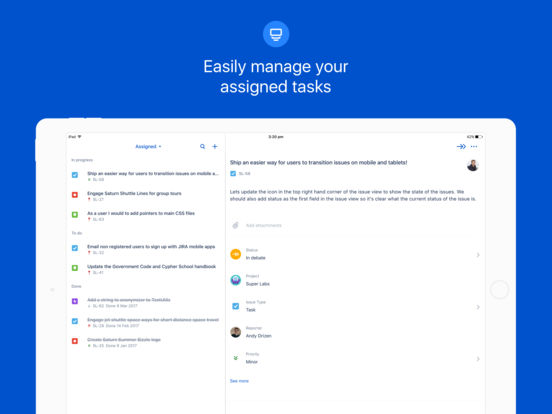 Easily manage your
assigned tasks
iPad
5:30 pm
42%
Assigned
In progress
Ship an easier way for users to transition issues on mobile a...
SL-58
Engage Saturn Shuttle Lines for group tours
SL-27
As a user I would to add pointers to main CSS files
SL-63
To do
Email non registered users to sign up with JIRA mobile apps
SL-32
Update the Government Code and Cypher School handbook
SL-41
Done
Add a string to anonymizer to TextAble
SL-62 Done 8 Mar 2017
Engage pit shuttle space ways for short distance space travel
SL-28 Done 14 Feb 2017
Create Saturn Summer Sizzle logo
SL-25 Done 9 Jan 2017
Ship an easier way for users to transition issues on mobile and tablets!
SL-58
Lets update the icon in the top right hand corner of the issue view to show the state of the issues. We
should also add status as the first field in the issue view so it's clear what the current status of the issue is.
Add attachments
Status
In debate
Project
Super Labs
Issue Type
Task
Reporter
Andy Drizen
Priority
Minor
See more